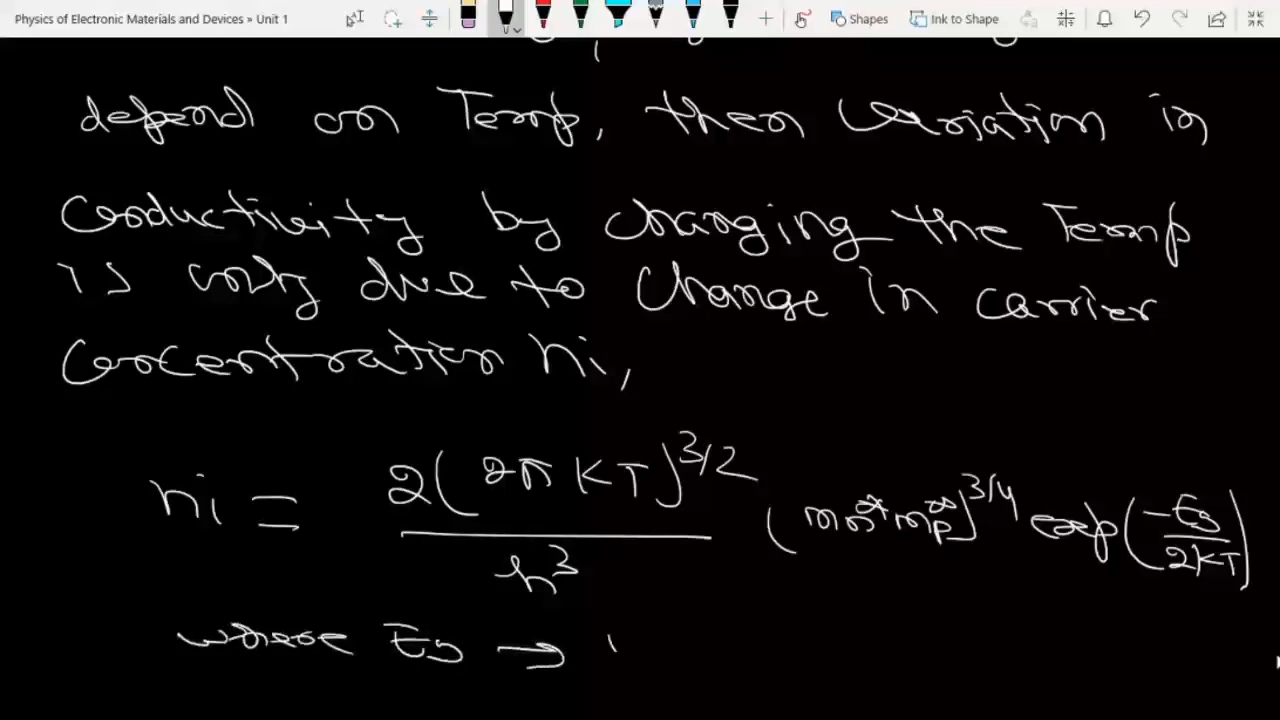 Physics of Electronic Materials and Devices » Unit 1
Shapes
Ink to Shape
depend on Temp, then variation in
conductivity by changing the Temp
is only due to change in carrier
concentration ni,
ni = 2(2π KT)^3/2 / h^3 (mn* mp*)^3/4 exp(-Eg/2KT)
where Eg →